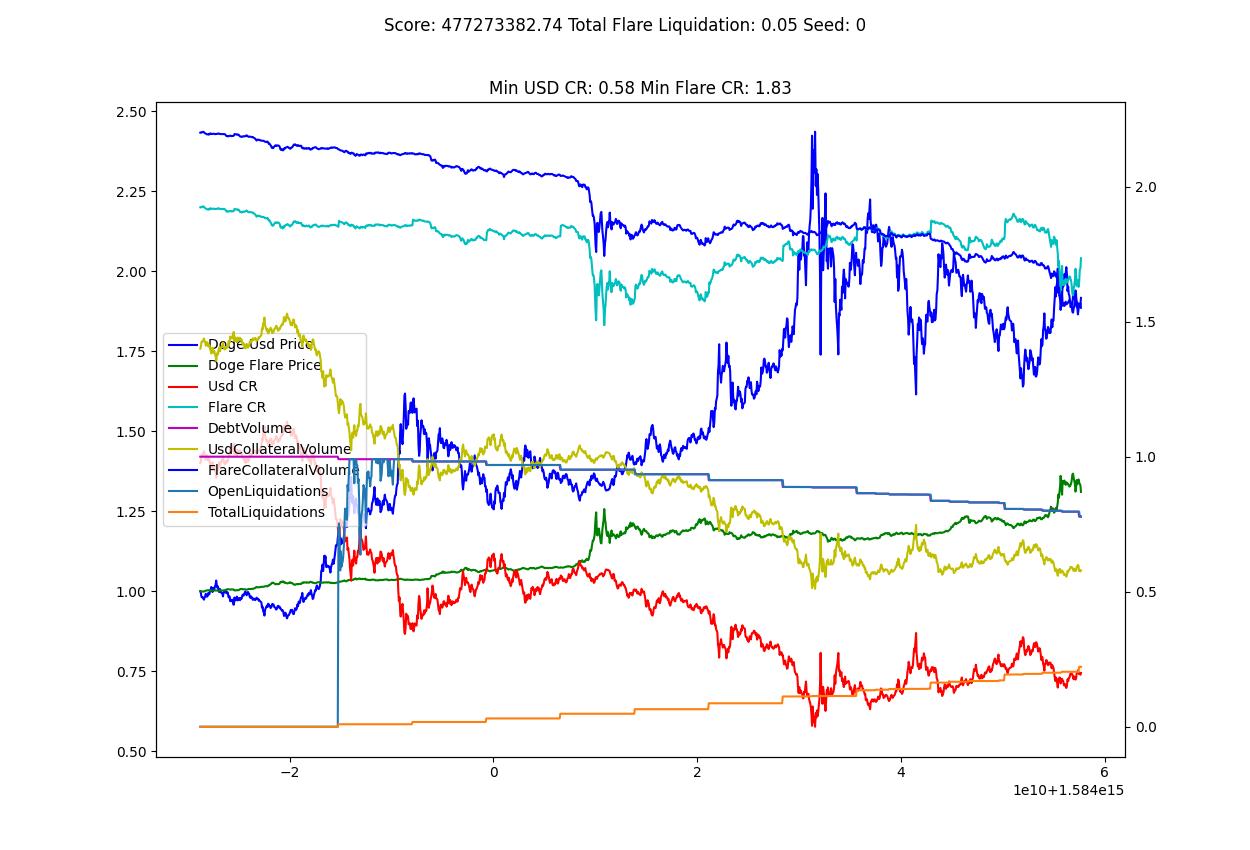 Score: 477273382.74 Total Flare Liquidation: 0.05 Seed: 0
Min USD CR: 0.58 Min Flare CR: 1.83
2.50
2.25
2.00
1.75
1.50
1.25
1.00
0.75
0.50
2.0
1.5
1.0
0.5
0.0
Doge Usd Price
Doge Flare Price
Usd CR
Flare CR
DebtVolume
UsdCollateralVolume
FlareCollateralVolume
OpenLiquidations
TotalLiquidations
−2 0 2 4 6
1e10+1.584e15